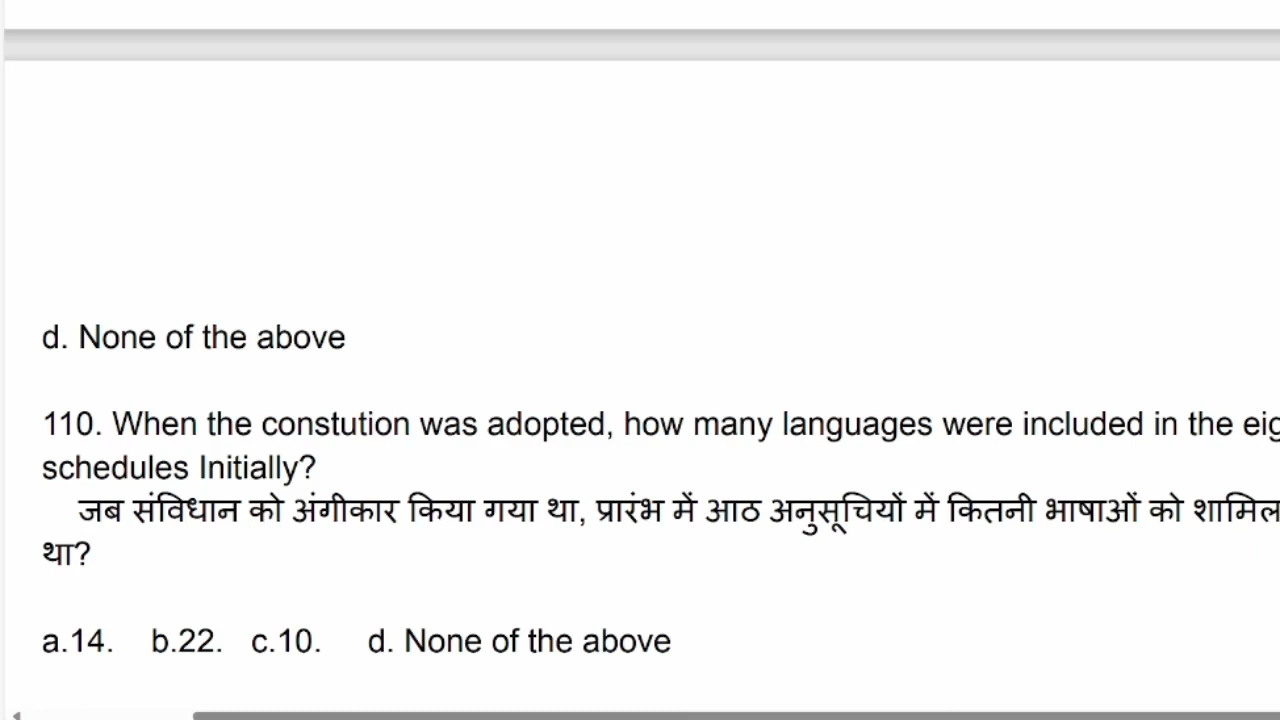 d. None of the above
110. When the constution was adopted, how many languages were included in the
schedules Initially?
जब संविधान को अंगीकार किया गया था, प्रारंभ में आठ अनुसूचियों में कितनी भाषाओं को
था?
a.14. b.22. c.10. d. None of the above